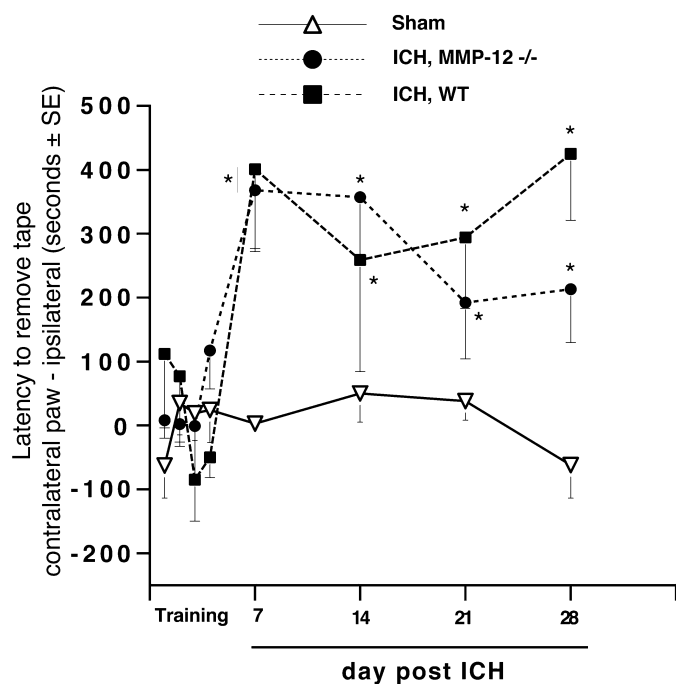 Sham
ICH, MMP-12 -/-
ICH, WT
Latency to remove tape
contralateral paw - ipsilateral (seconds ± SE)
500
400
300
200
100
0
-100
-200
*
*
*
*
*
*
*
Training 7 14 21 28
day post ICH